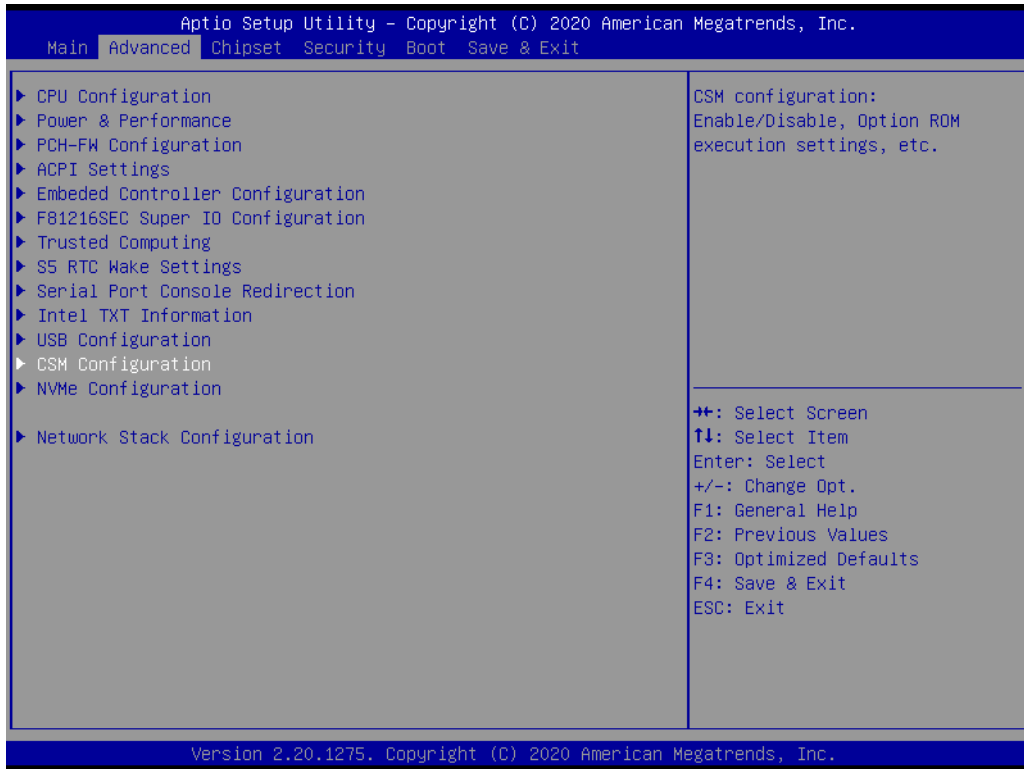 Aptio Setup Utility – Copyright (C) 2020 American Megatrends, Inc.
Main Advanced Chipset Security Boot Save & Exit
► CPU Configuration
► Power & Performance
► PCH-FW Configuration
► ACPI Settings
► Embeded Controller Configuration
► F81216SEC Super IO Configuration
► Trusted Computing
► S5 RTC Wake Settings
► Serial Port Console Redirection
► Intel TXT Information
► USB Configuration
► CSM Configuration
► NVMe Configuration
► Network Stack Configuration
CSM configuration:
Enable/Disable, Option ROM
execution settings, etc.
→←: Select Screen
↑↓: Select Item
Enter: Select
+/-: Change Opt.
F1: General Help
F2: Previous Values
F3: Optimized Defaults
F4: Save & Exit
ESC: Exit
Version 2.20.1275. Copyright (C) 2020 American Megatrends, Inc.